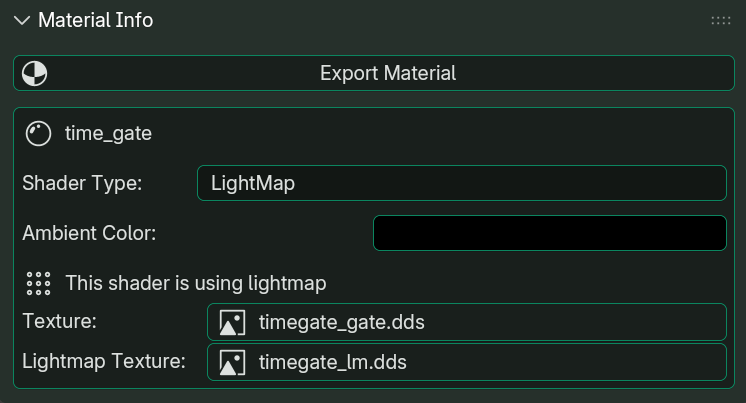 Material Info
Export Material
time_gate
Shader Type: LightMap
Ambient Color:
This shader is using lightmap
Texture: timegate_gate.dds
Lightmap Texture: timegate_lm.dds